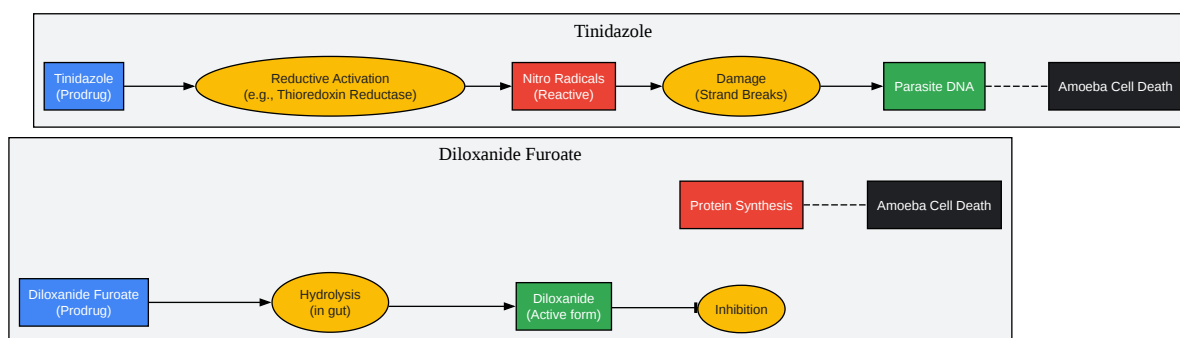 Tinidazole
Tinidazole
(Prodrug)
Reductive Activation
(e.g., Thioredoxin Reductase)
Nitro Radicals
(Reactive)
Damage
(Strand Breaks)
Parasite DNA
Amoeba Cell Death
Diloxanide Furoate
Protein Synthesis
Amoeba Cell Death
Diloxanide Furoate
(Prodrug)
Hydrolysis
(in gut)
Diloxanide
(Active form)
Inhibition